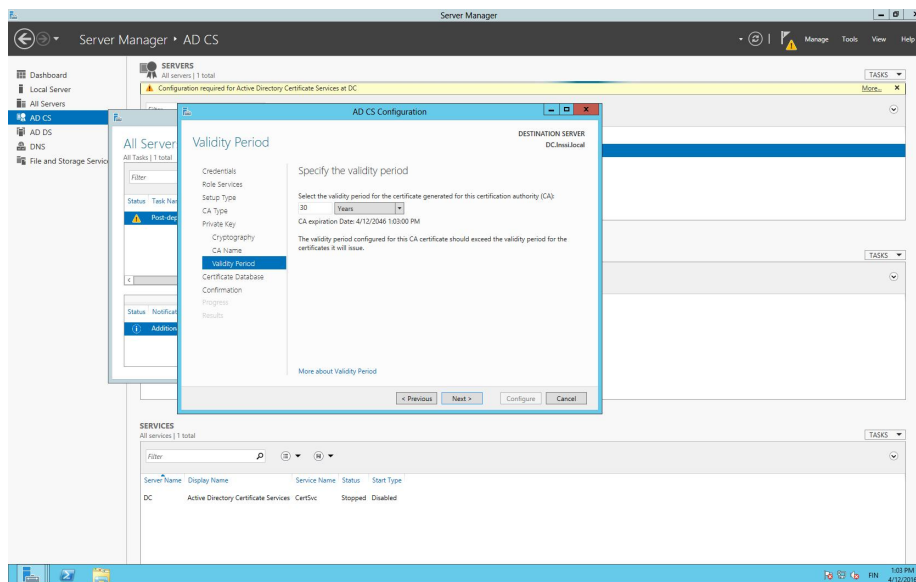 Server Manager
Server Manager • AD CS
Manage Tools View Help
Dashboard
Local Server
All Servers
AD CS
AD DS
DNS
File and Storage Servic
SERVERS
All servers | 1 total
TASKS
Configuration required for Active Directory Certificate Services at DC
More...
Filter
All Server
All Tasks | 1 total
Filter
Status Task Nam
Post-dep
Status Notificat
Addition
AD CS Configuration
Validity Period
DESTINATION SERVER
DC.Inssi.local
Credentials
Role Services
Setup Type
CA Type
Private Key
Cryptography
CA Name
Validity Period
Certificate Database
Confirmation
Progress
Results
Specify the validity period
Select the validity period for the certificate generated for this certification authority (CA):
30 Years
CA expiration Date: 4/12/2046 1:03:00 PM
The validity period configured for this CA certificate should exceed the validity period for the
certificates it will issue.
More about Validity Period
< Previous Next > Configure Cancel
TASKS
SERVICES
All services | 1 total
TASKS
Filter
Server Name Display Name Service Name Status Start Type
DC Active Directory Certificate Services CertSvc Stopped Disabled
FIN
1:03 PM
4/12/2016